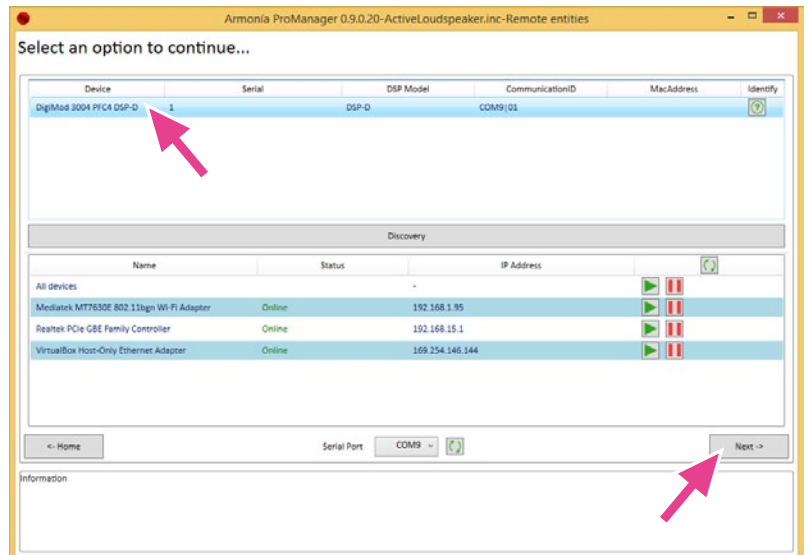 Armonía ProManager 0.9.0.20-ActiveLoudspeaker.inc-Remote entities
Select an option to continue...
Device Serial DSP Model CommunicationID MacAddress Identify
DigiMod 3004 PFC4 DSP-D 1 DSP-D COM9|01
Discovery
Name Status IP Address
All devices -
Mediatek MT7630E 802.11bgn Wi-Fi Adapter Online 192.168.1.95
Realtek PCIe GBE Family Controller Online 192.168.15.1
VirtualBox Host-Only Ethernet Adapter Online 169.254.146.144
<- Home Serial Port COM9 Next ->
Information